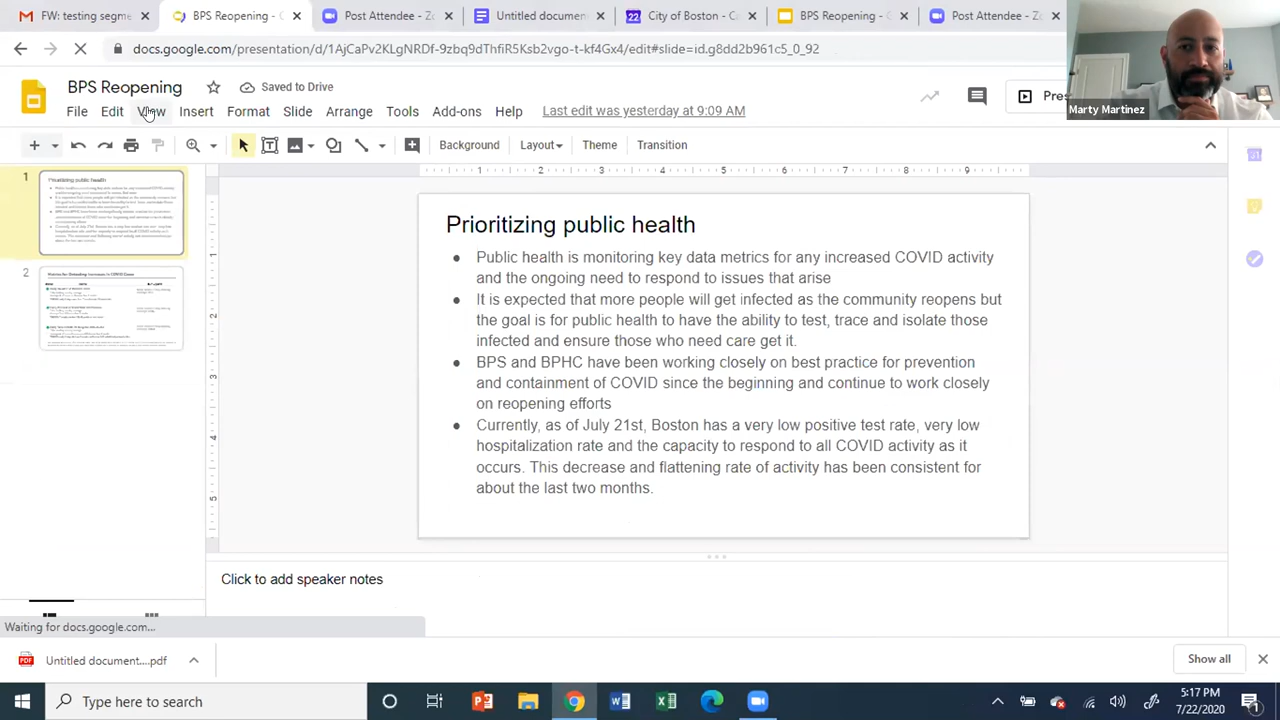 FW: testing segme
BPS Reopening - G
Post Attendee - Zo
Untitled document
City of Boston - Ca
BPS Reopening - G
Post Attendee - Zo
docs.google.com/presentation/d/1AjCaPv2KLgNRDf-9zbq9dThfiR5Ksb2vgo-t-kf4Gx4/edit#slide=id.g8dd2b961c5_0_92
BPS Reopening
Saved to Drive
File Edit View Insert Format Slide Arrange Tools Add-ons Help
st edit was yesterday at 9:09 AM
Marty Martinez
Background Layout Theme Transition
1
2
Prioritizing public health
Public health is monitoring key data metrics for any increased COVID activity
and ongoing need to respond to issues that arise.
It is expected that more people will get infected as the community reopens but
the goal is for public health to have the ability to test, trace and isolate those
infected and ensure those who need care get it.
BPS and BPHC have been working closely on best practice for prevention
and containment of COVID since the beginning and continue to work closely
on reopening efforts
Currently, as of July 21st, Boston has a very low positive test rate, very low
hospitalization rate and the capacity to respond to all COVID activity as it
occurs. This decrease and flattening rate of activity has been consistent for
about the last two months.
Click to add speaker notes
Waiting for docs.google.com...
Untitled document....pdf
Show all
Type here to search
5:17 PM
7/22/2020